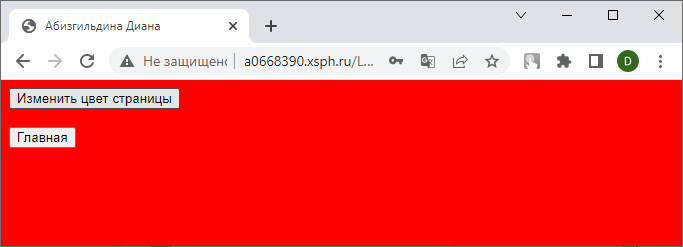 Абизгильдина Диана
Не защищено a0668390.xsph.ru/L...
D
Изменить цвет страницы
Главная